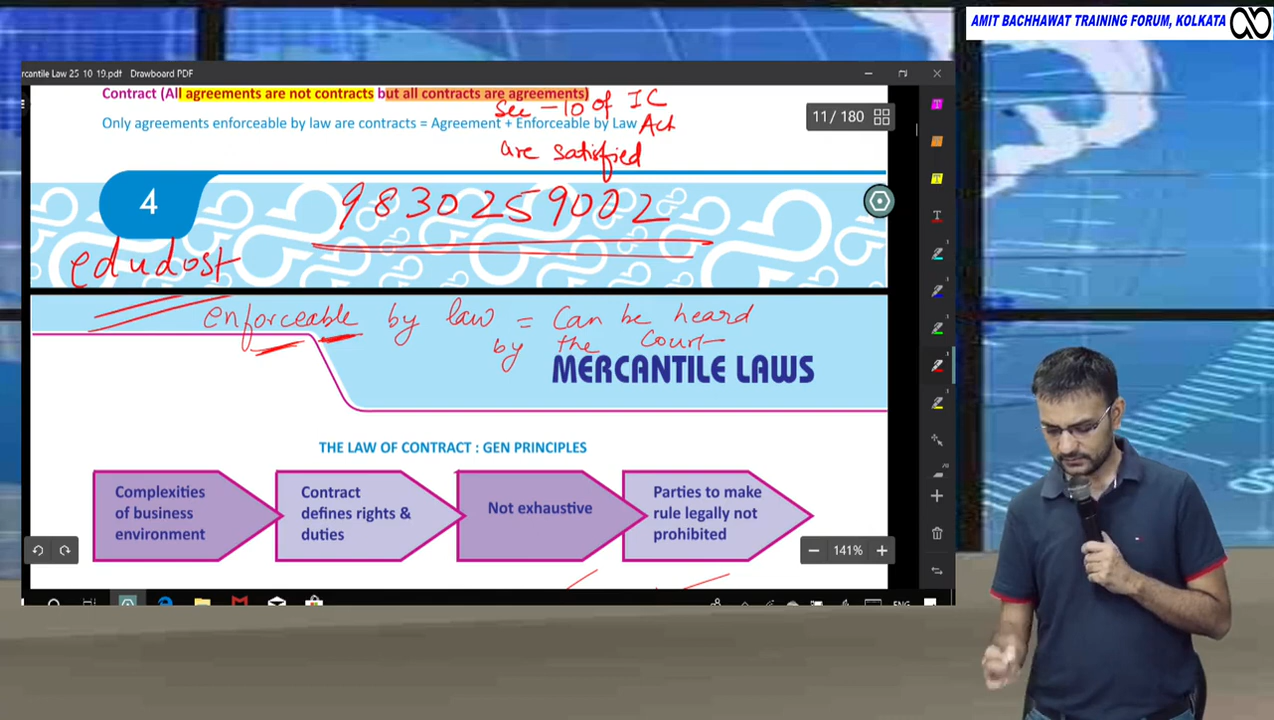 AMIT BACHHAWAT TRAINING FORUM, KOLKATA
rcantile Law 25 10 19.pdf - Drawboard PDF
Contract (All agreements are not contracts but all contracts are agreements)
sec - 10 of IC
Only agreements enforceable by law are contracts = Agreement + Enforceable by Law
Act
are satisfied
11 / 180
4
9830259002
edudost
enforceable by law = Can be heard
by the Court
MERCANTILE LAWS
THE LAW OF CONTRACT : GEN PRINCIPLES
Complexities
of business
environment
Contract
defines rights &
duties
Not exhaustive
Parties to make
rule legally not
prohibited
141%
ENG